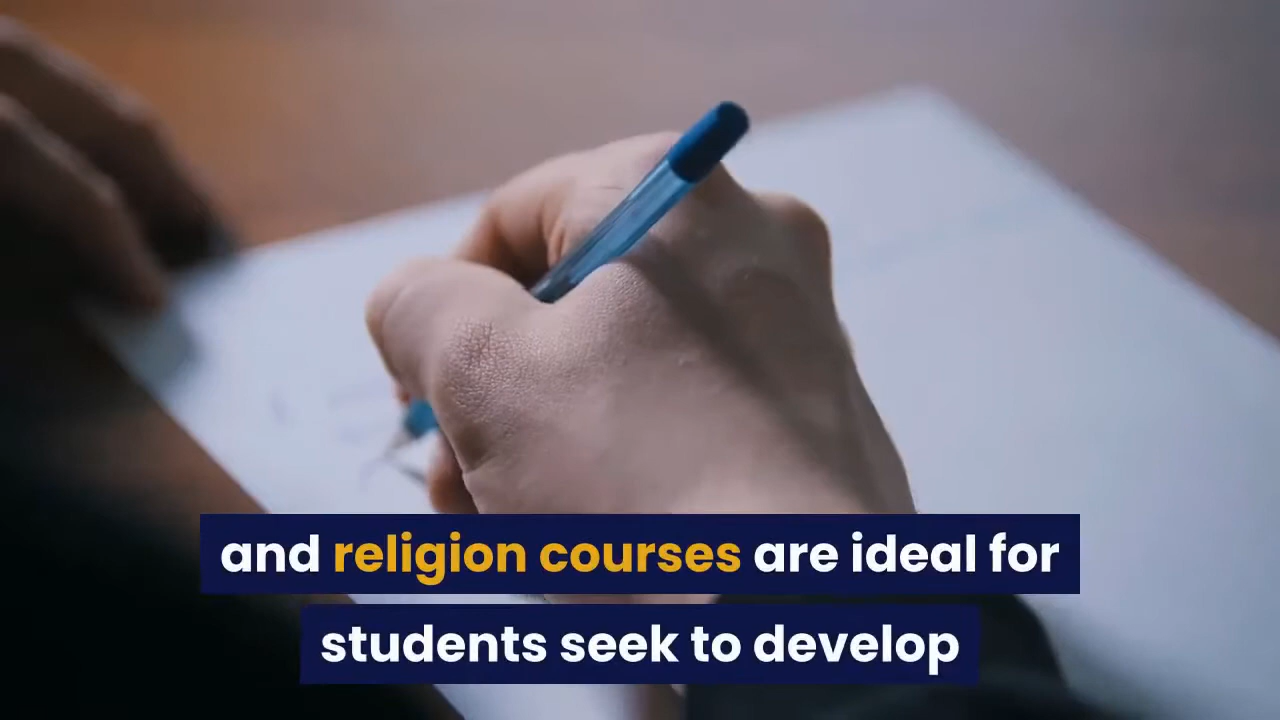 and religion courses are ideal for
students seek to develop